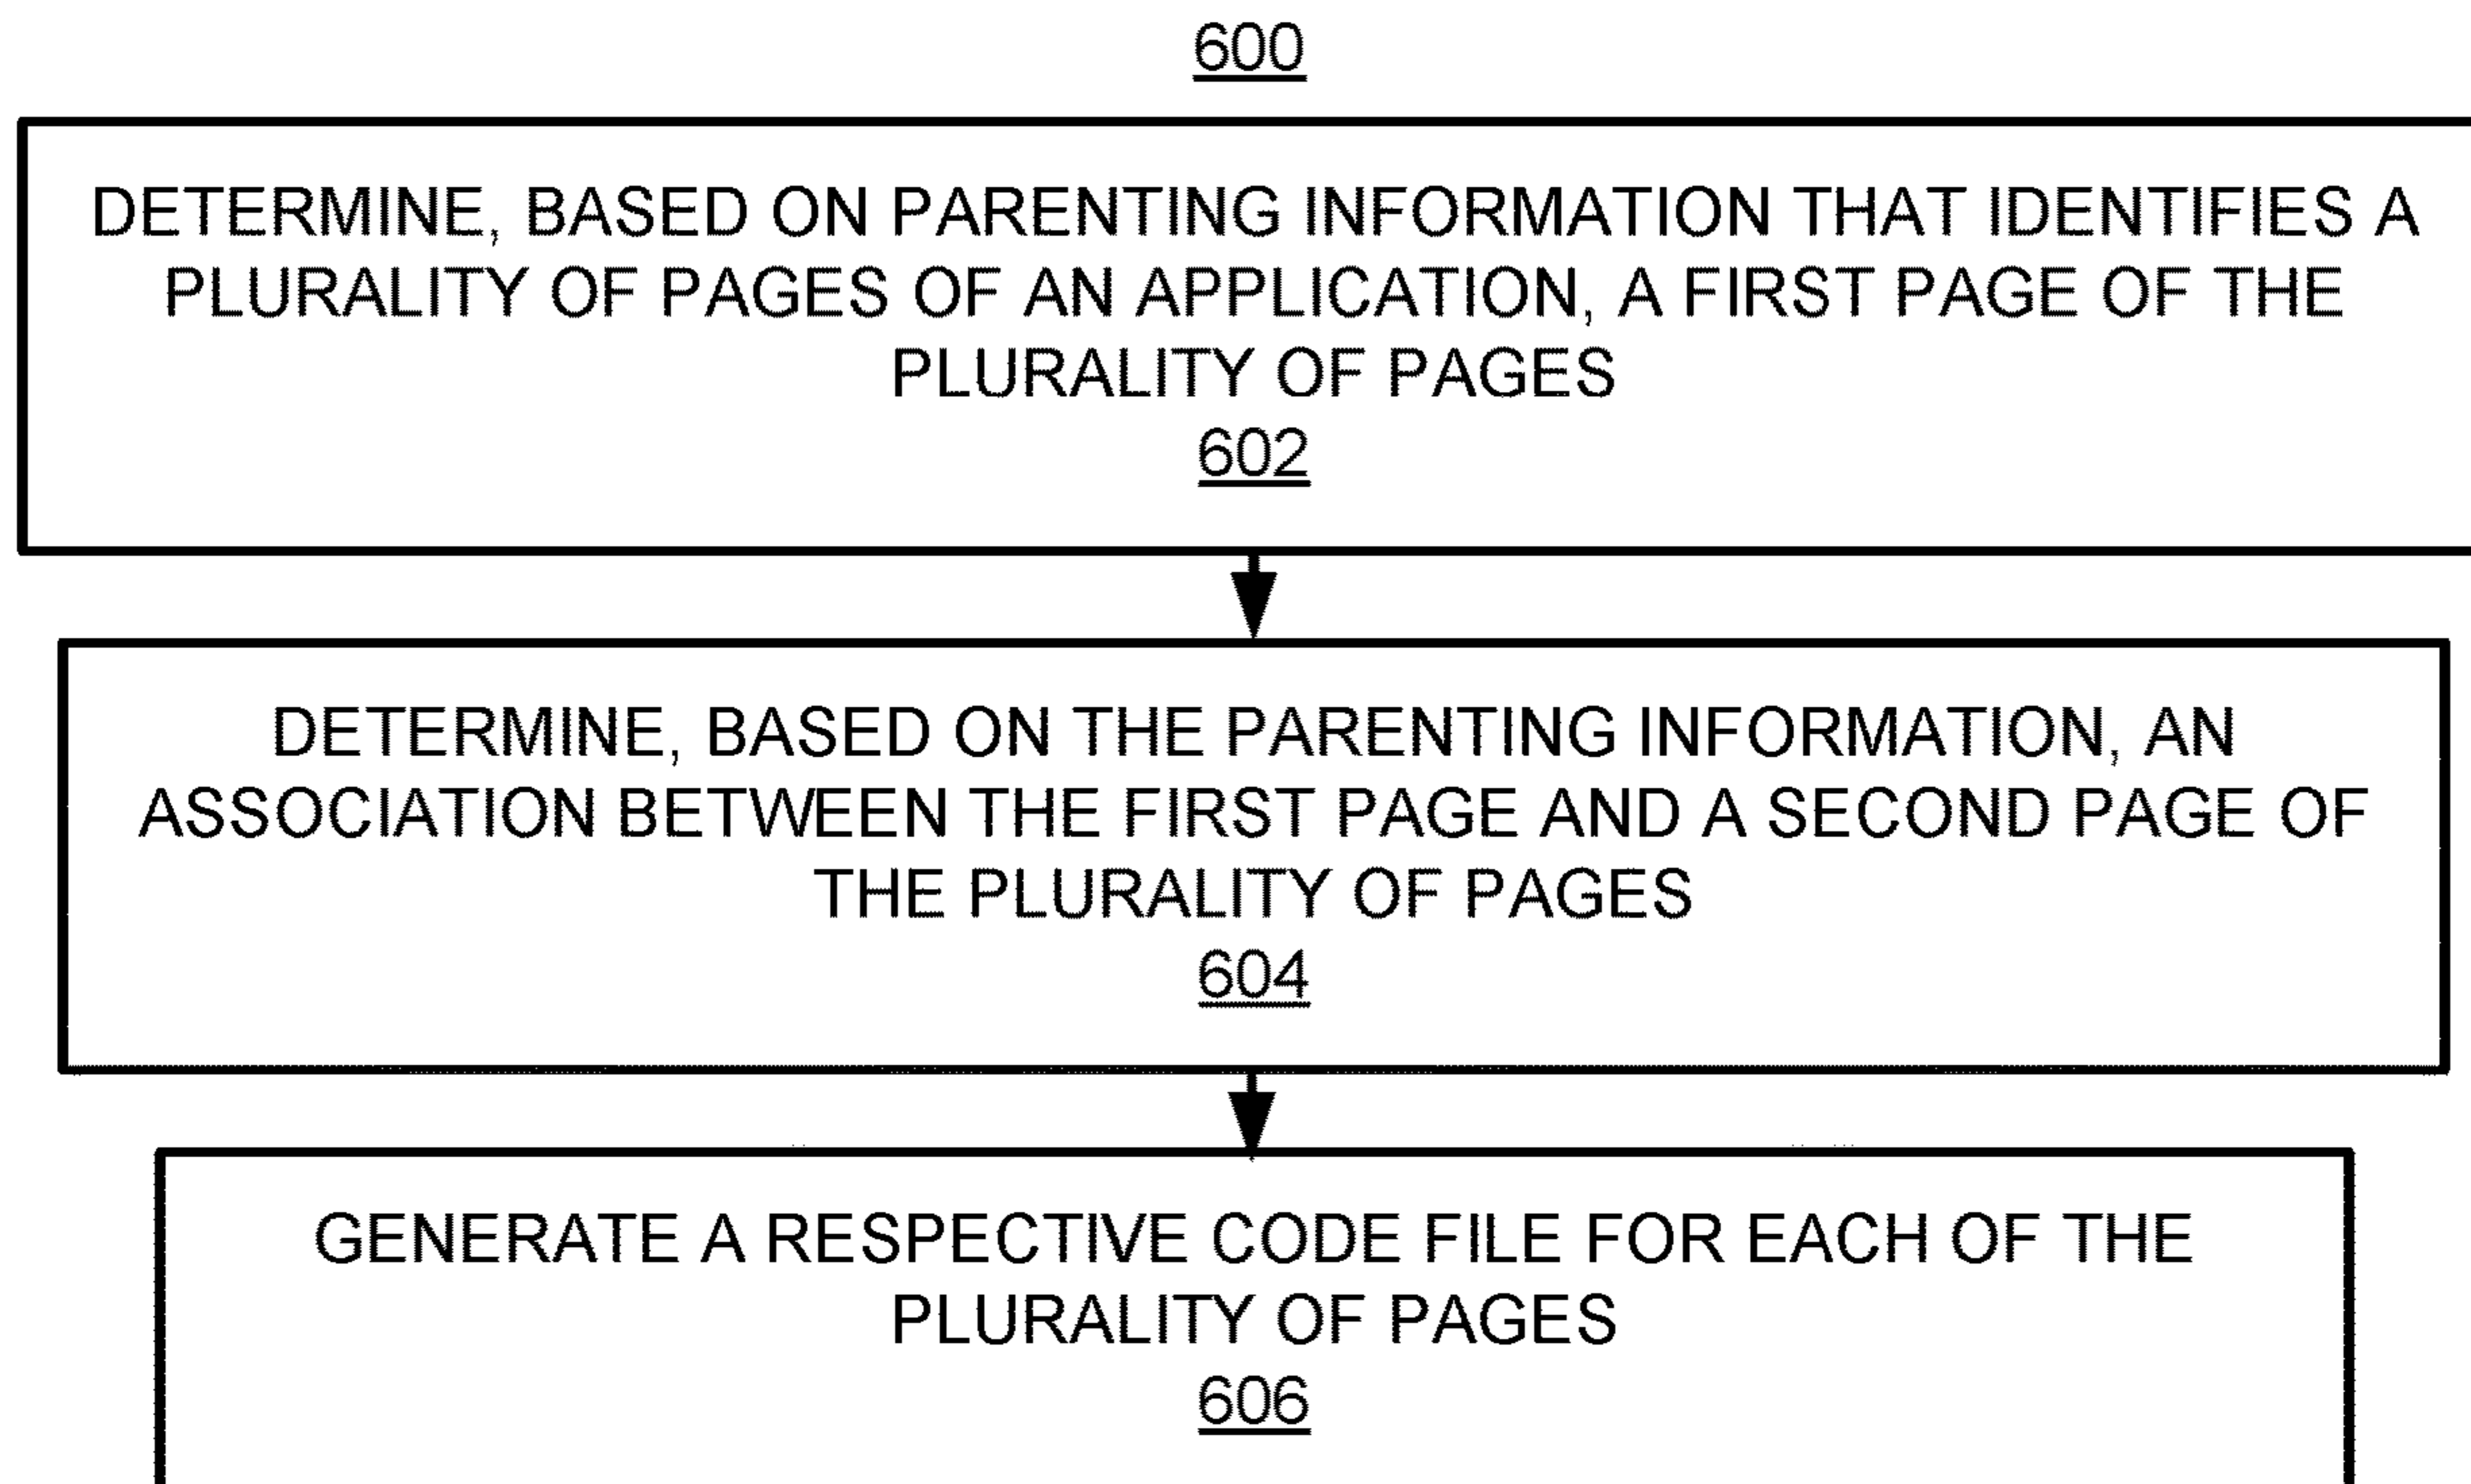 600
DETERMINE, BASED ON PARENTING INFORMATION THAT IDENTIFIES A
PLURALITY OF PAGES OF AN APPLICATION, A FIRST PAGE OF THE
PLURALITY OF PAGES
602
DETERMINE, BASED ON THE PARENTING INFORMATION, AN
ASSOCIATION BETWEEN THE FIRST PAGE AND A SECOND PAGE OF
THE PLURALITY OF PAGES
604
GENERATE A RESPECTIVE CODE FILE FOR EACH OF THE
PLURALITY OF PAGES
606